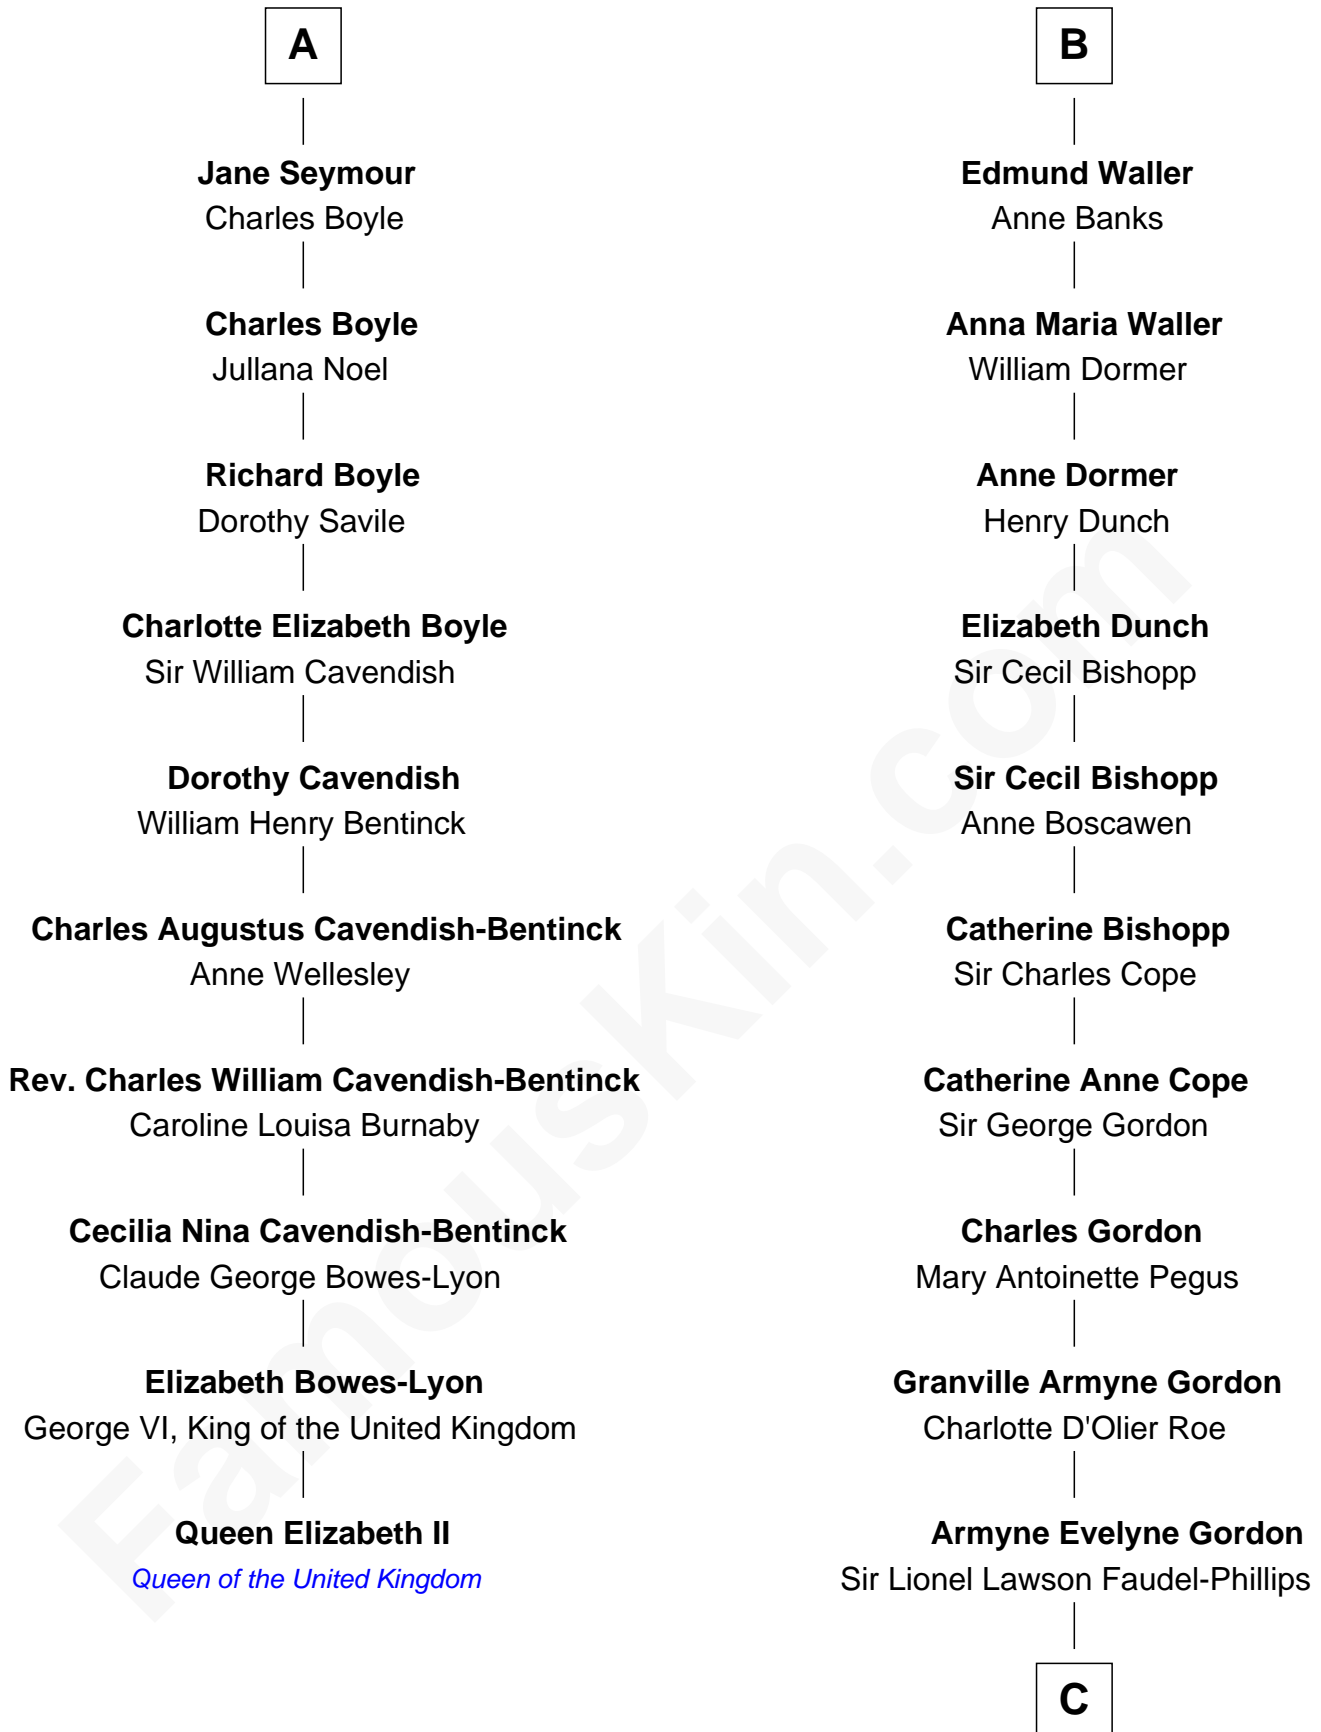 A
Jane Seymour
Charles Boyle
Charles Boyle
Jullana Noel
Richard Boyle
Dorothy Savile
Charlotte Elizabeth Boyle
Sir William Cavendish
Dorothy Cavendish
William Henry Bentinck
Charles Augustus Cavendish-Bentinck
Anne Wellesley
Rev. Charles William Cavendish-Bentinck
Caroline Louisa Burnaby
Cecilia Nina Cavendish-Bentinck
Claude George Bowes-Lyon
Elizabeth Bowes-Lyon
George VI, King of the United Kingdom
Queen Elizabeth II
Queen of the United Kingdom
B
Edmund Waller
Anne Banks
Anna Maria Waller
William Dormer
Anne Dormer
Henry Dunch
Elizabeth Dunch
Sir Cecil Bishopp
Sir Cecil Bishopp
Anne Boscawen
Catherine Bishopp
Sir Charles Cope
Catherine Anne Cope
Sir George Gordon
Charles Gordon
Mary Antoinette Pegus
Granville Armyne Gordon
Charlotte D'Olier Roe
Armyne Evelyne Gordon
Sir Lionel Lawson Faudel-Phillips
C
FamousKin.com